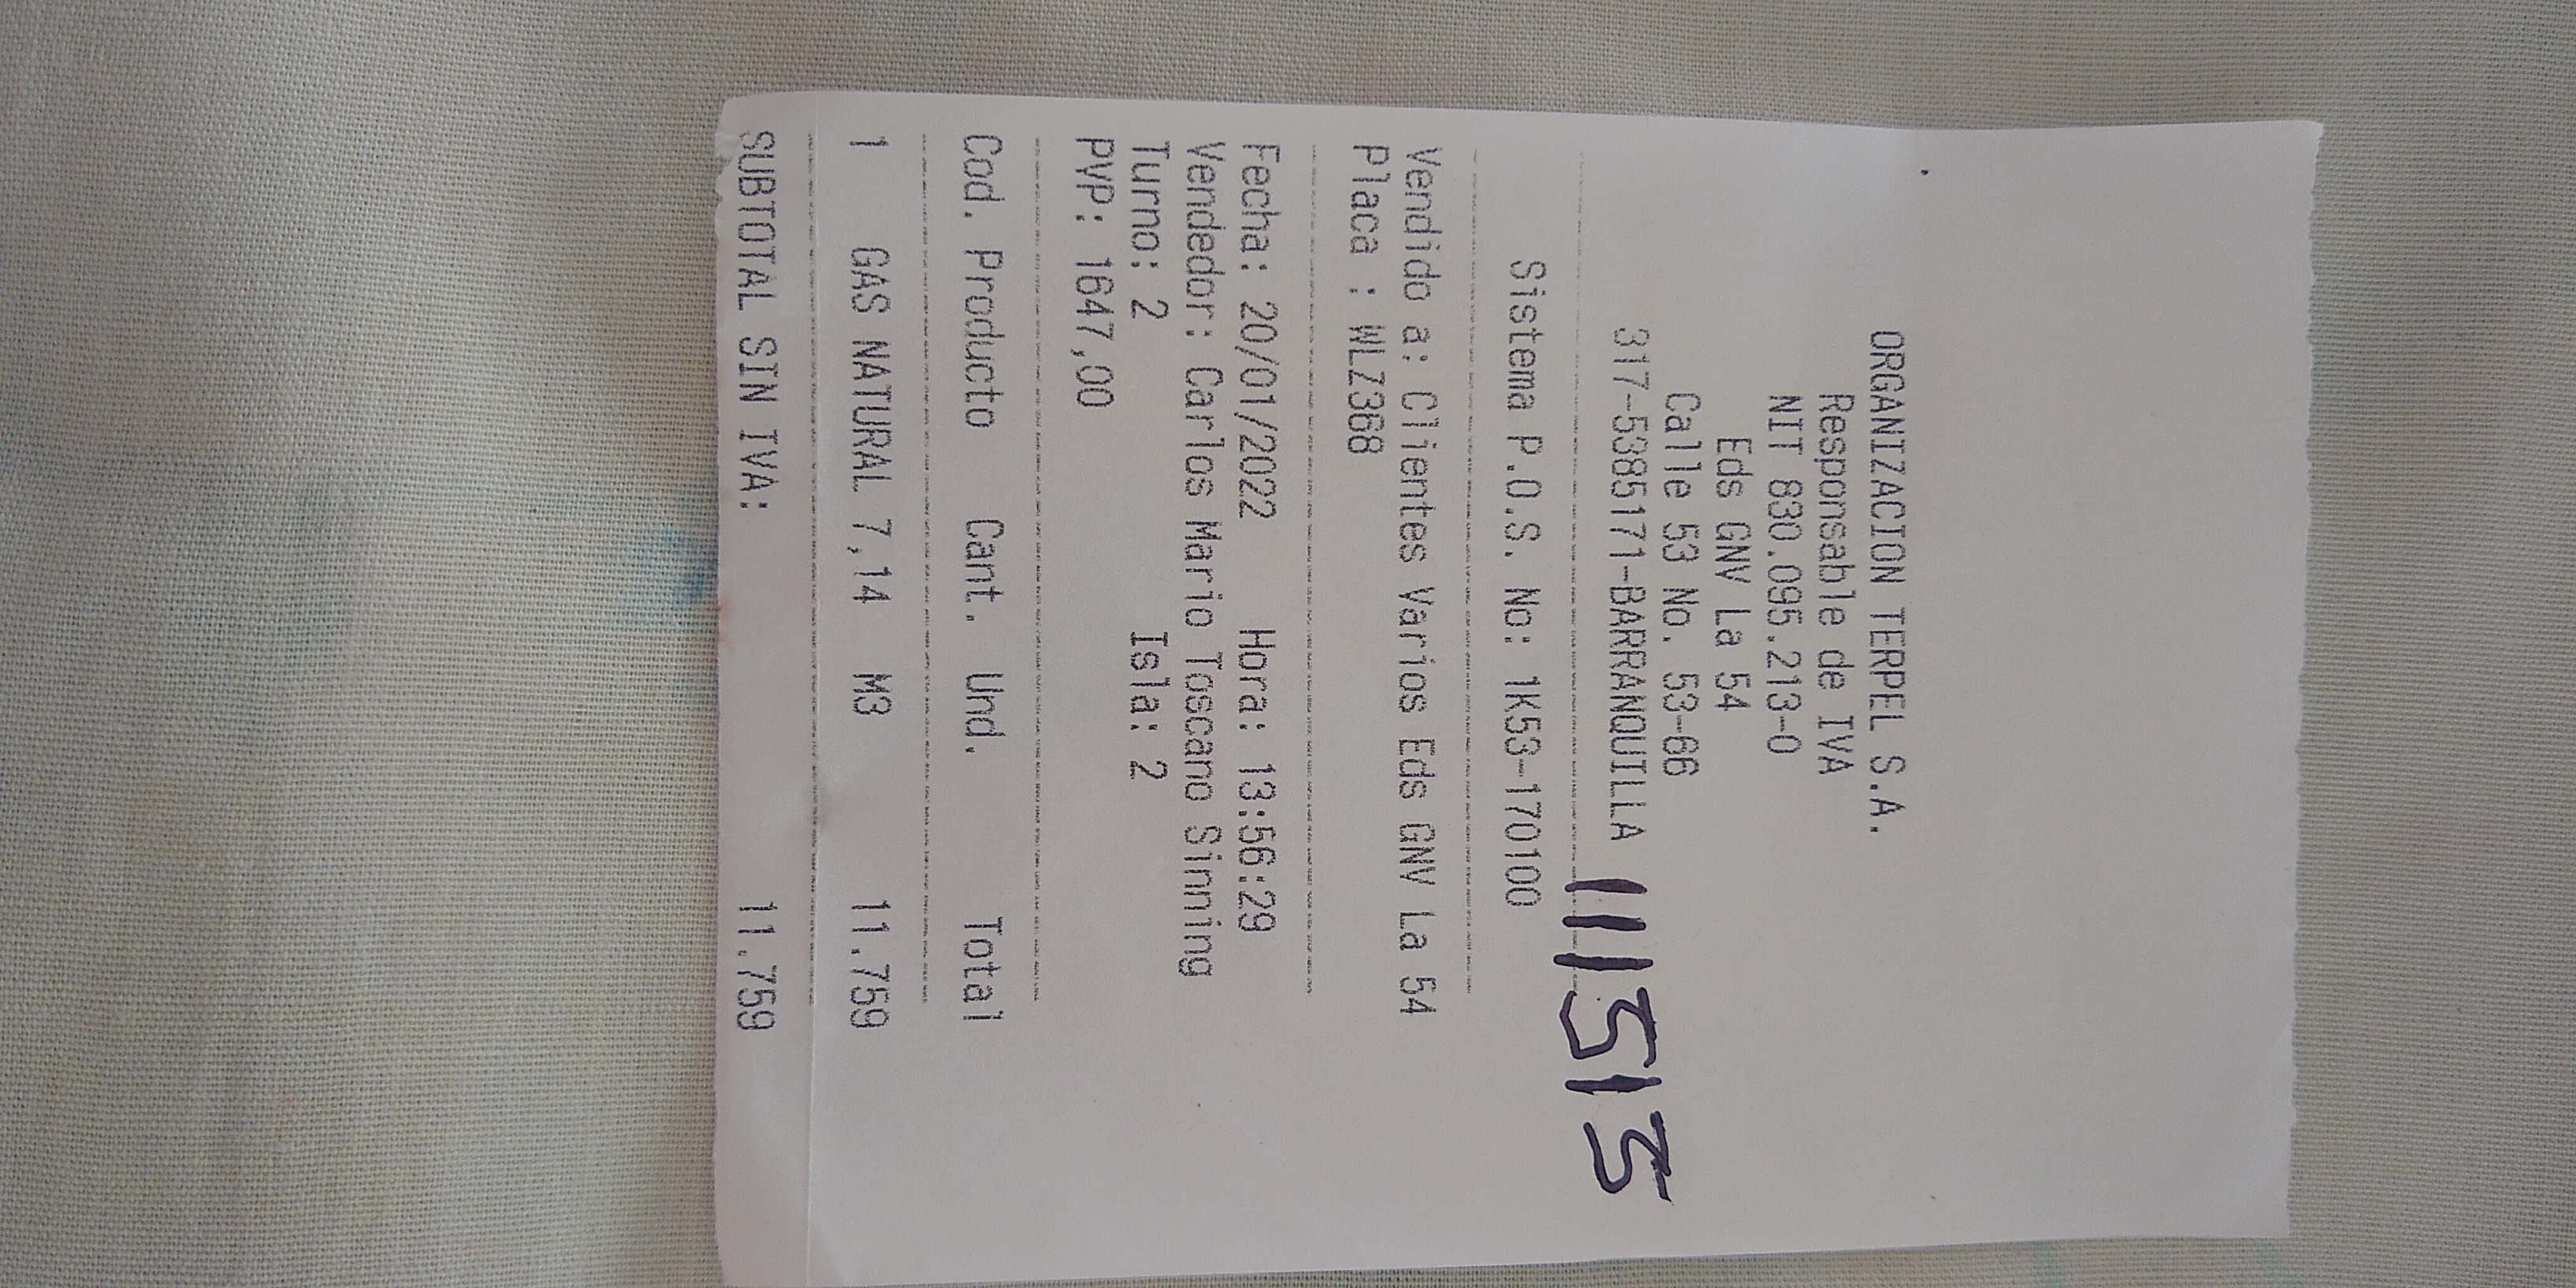 ORGANIZACION TERPEL S.A.
Responsable de IVA
NIT 830.095.213-0
Eds GNV La 54
Calle 53 No. 53-66
317-5385171-BARRANQUILLA
111515
Sistema P.O.S. No: 1K53-170100
Vendido a: Clientes Varios Eds GNV La 54
Placa : WLZ368
Fecha: 20/01/2022 Hora: 13:56:29
Vendedor: Carlos Mario Toscano Sinning
Turno: 2 Isla: 2
PVP: 1647,00
Cod. Producto Cant. Und. Total
1 GAS NATURAL 7,14 M3 11.759
SUBTOTAL SIN IVA: 11.759